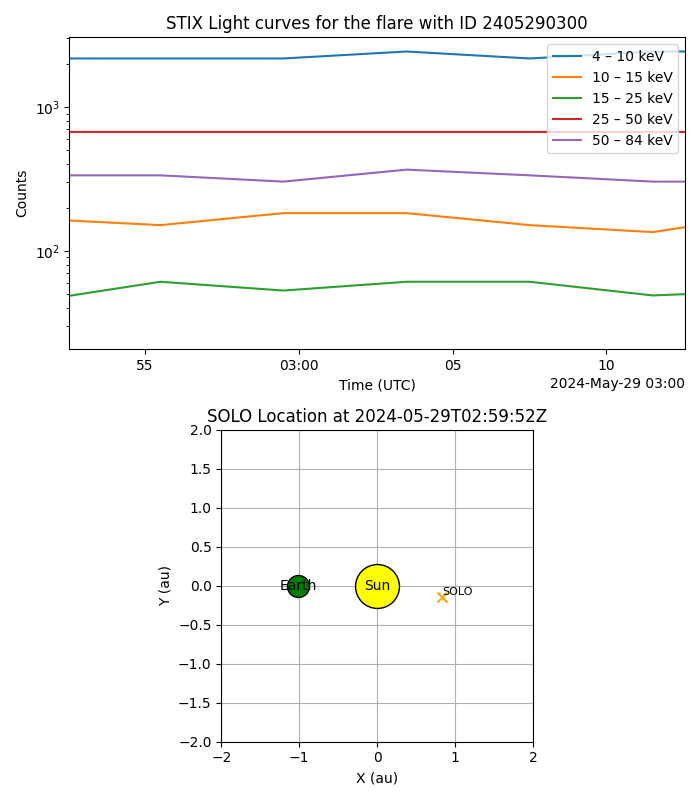 STIX Light curves for the flare with ID 2405290300
4 – 10 keV
10 – 15 keV
15 – 25 keV
25 – 50 keV
50 – 84 keV
Counts
10³
10²
55
03:00
05
10
Time (UTC)
2024-May-29 03:00
SOLO Location at 2024-05-29T02:59:52Z
2.0
1.5
1.0
0.5
0.0
−0.5
−1.0
−1.5
−2.0
Y (au)
Earth
Sun
SOLO
−2
−1
0
1
2
X (au)